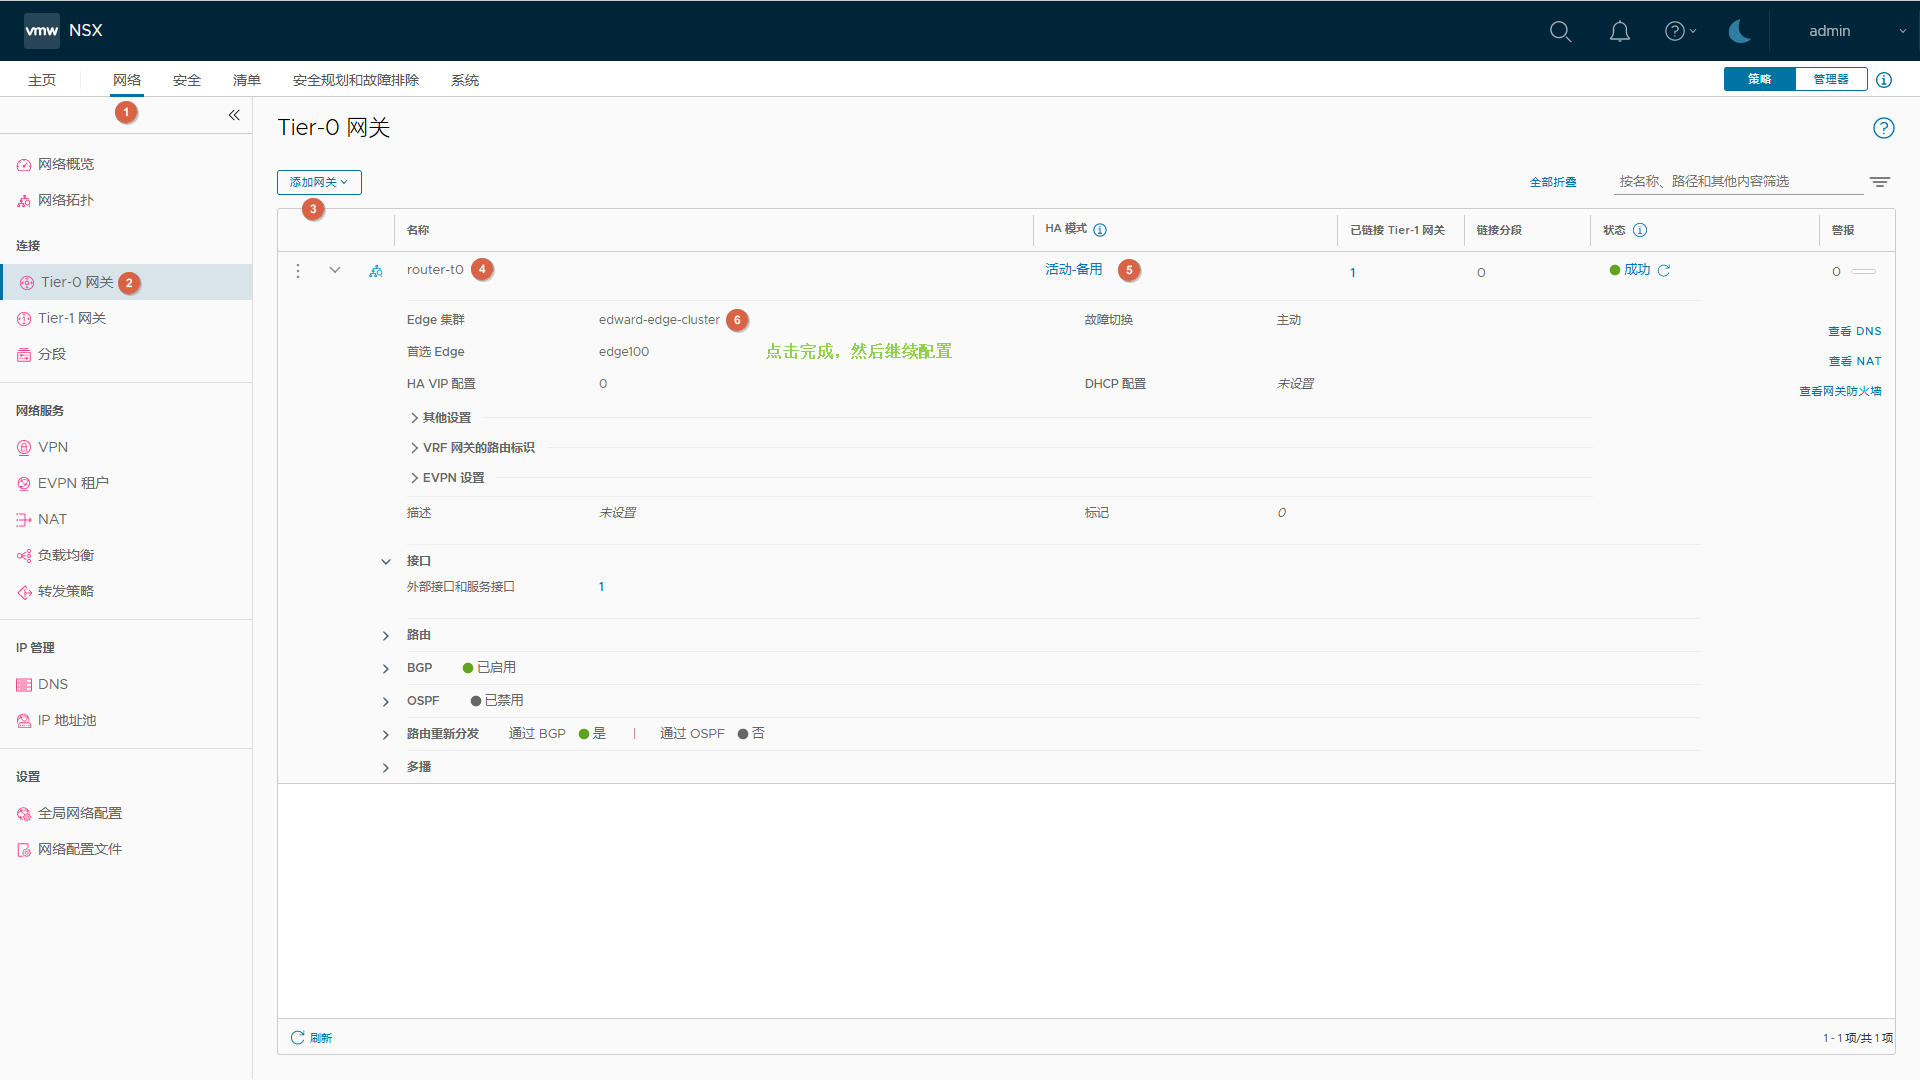 vmw NSX
admin
主页 网络 安全 清单 安全规划和故障排除 系统
策略 管理器
1
Tier-0 网关
网络概览
网络拓扑
连接
Tier-0 网关 2
Tier-1 网关
分段
网络服务
VPN
EVPN 租户
NAT
负载均衡
转发策略
IP 管理
DNS
IP 地址池
设置
全局网络配置
网络配置文件
添加网关
3
全部折叠
按名称、路径和其他内容筛选
名称 HA 模式 已链接 Tier-1 网关 链接分段 状态 警报
router-t0 4 活动-备用 5 1 0 成功 0
Edge 集群 edward-edge-cluster 6 故障切换 主动
首选 Edge edge100 点击完成，然后继续配置
HA VIP 配置 0 DHCP 配置 未设置
查看 DNS
查看 NAT
查看网关防火墙
其他设置
VRF 网关的路由标识
EVPN 设置
描述 未设置 标记 0
接口
外部接口和服务接口 1
路由
BGP 已启用
OSPF 已禁用
路由重新分发 通过 BGP 是 | 通过 OSPF 否
多播
刷新
1 - 1 项/共 1 项